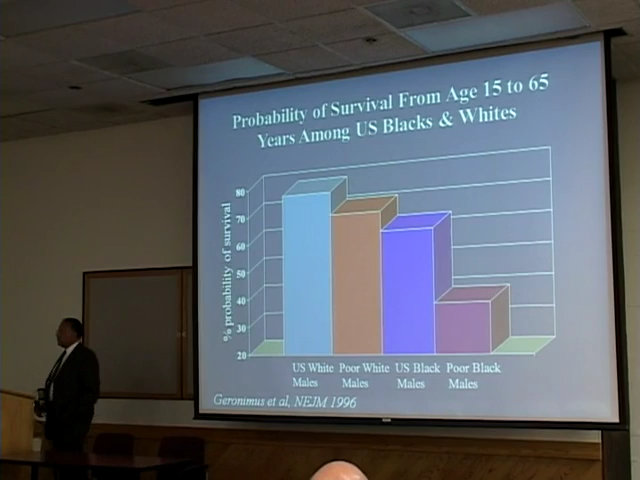 Probability of Survival From Age 15 to 65
Years Among US Blacks & Whites
% probability of survival
80
70
60
50
40
30
20
US White
Males
Poor White
Males
US Black
Males
Poor Black
Males
Geronimus et al, NEJM 1996